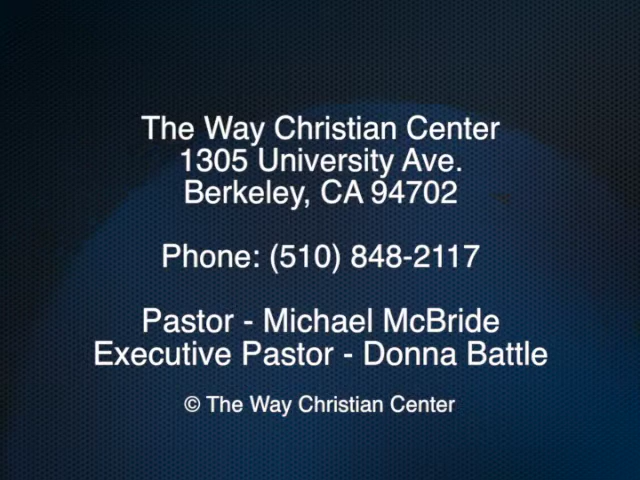 The Way Christian Center
1305 University Ave.
Berkeley, CA 94702
Phone: (510) 848-2117
Pastor - Michael McBride
Executive Pastor - Donna Battle
© The Way Christian Center